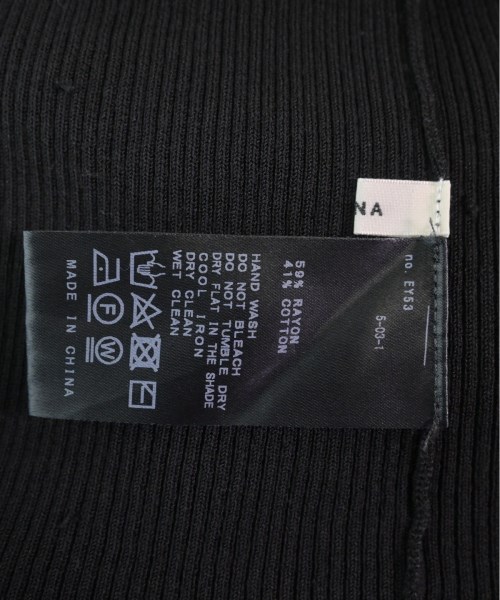 NA
no. EY53
5-03-1
59% RAYON
41% COTTON
HAND WASH
DO NOT BLEACH
DO NOT TUMBLE DRY
DRY FLAT IN THE SHADE
COOL IRON
DRY CLEAN
WET CLEAN
F
W
MADE IN CHINA